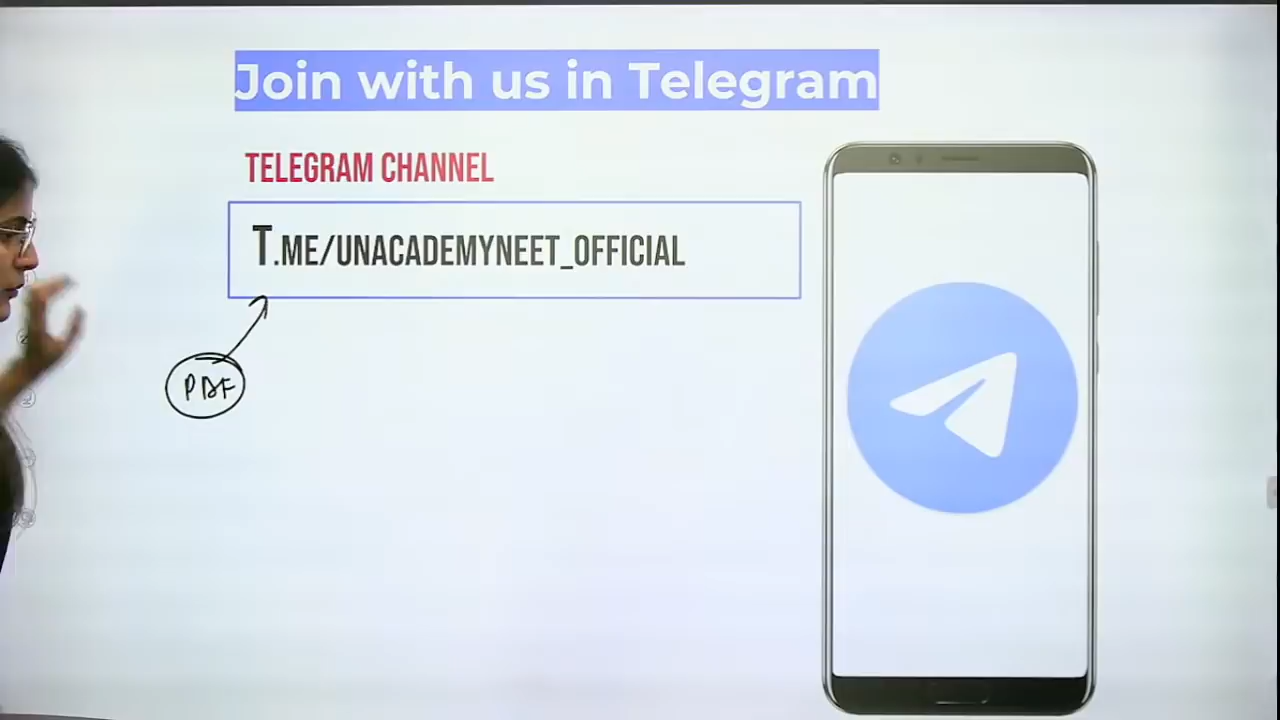 Join with us in Telegram
TELEGRAM CHANNEL
T.ME/UNACADEMYNEET_OFFICIAL
PDF